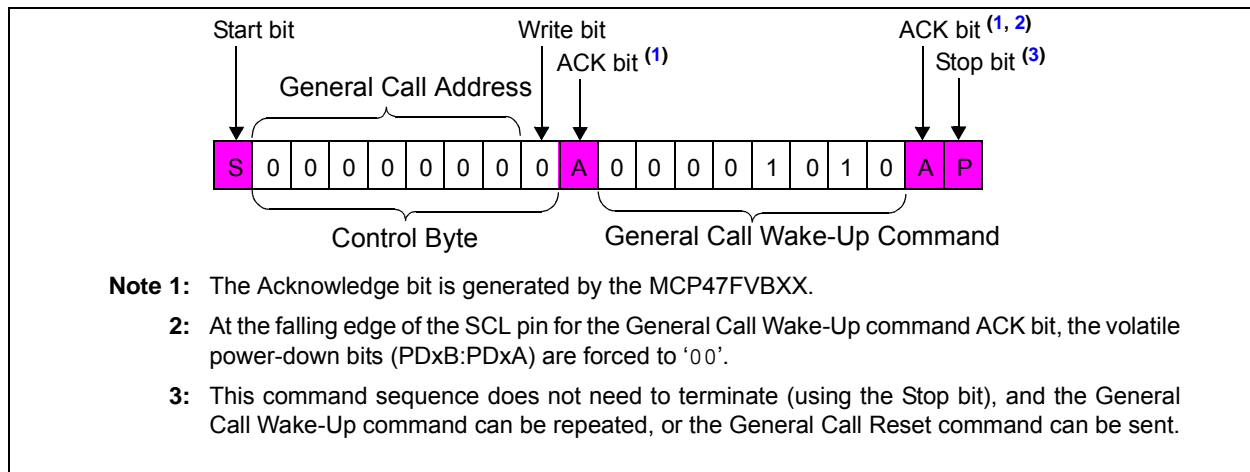 Start bit Write bit ACK bit (1, 2)
ACK bit (1) Stop bit (3)
General Call Address
S 0 0 0 0 0 0 0 0 A 0 0 0 0 1 0 1 0 A P
Control Byte General Call Wake-Up Command
Note 1: The Acknowledge bit is generated by the MCP47FVBXX.
2: At the falling edge of the SCL pin for the General Call Wake-Up command ACK bit, the volatile
power-down bits (PDxB:PDxA) are forced to ‘00’.
3: This command sequence does not need to terminate (using the Stop bit), and the General
Call Wake-Up command can be repeated, or the General Call Reset command can be sent.